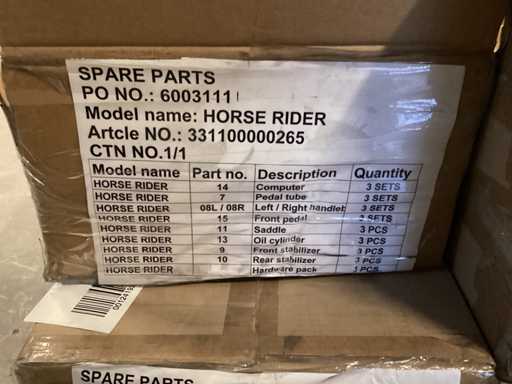 SPARE PARTS
PO NO.: 6003111
Model name: HORSE RIDER
Artcle NO.: 331100000265
CTN NO.1/1
Model name Part no. Description Quantity
HORSE RIDER 14 Computer 3 SETS
HORSE RIDER 7 Pedal tube 3 SETS
HORSE RIDER 08L / 08R Left / Right handleb 3 SETS
HORSE RIDER 15 Front pedal 3 SETS
HORSE RIDER 11 Saddle 3 PCS
HORSE RIDER 13 Oil cylinder 3 PCS
HORSE RIDER 9 Front stabilizer 3 PCS
HORSE RIDER 10 Rear stabilizer 3 PCS
HORSE RIDER Hardware pack 3 PCS
SPARE PARTS